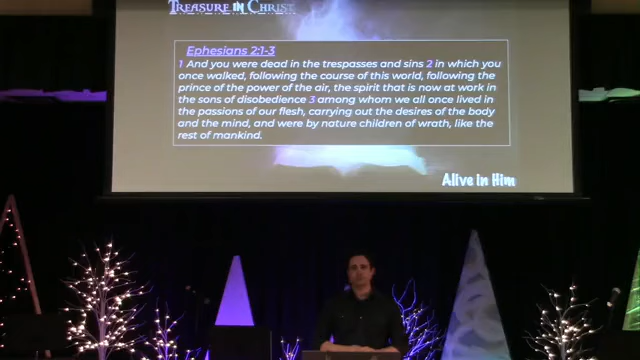 TREASURE IN CHRIST
Ephesians 2:1-3
1 And you were dead in the trespasses and sins 2 in which you
once walked, following the course of this world, following the
prince of the power of the air, the spirit that is now at work in
the sons of disobedience 3 among whom we all once lived in
the passions of our flesh, carrying out the desires of the body
and the mind, and were by nature children of wrath, like the
rest of mankind.
Alive in Him